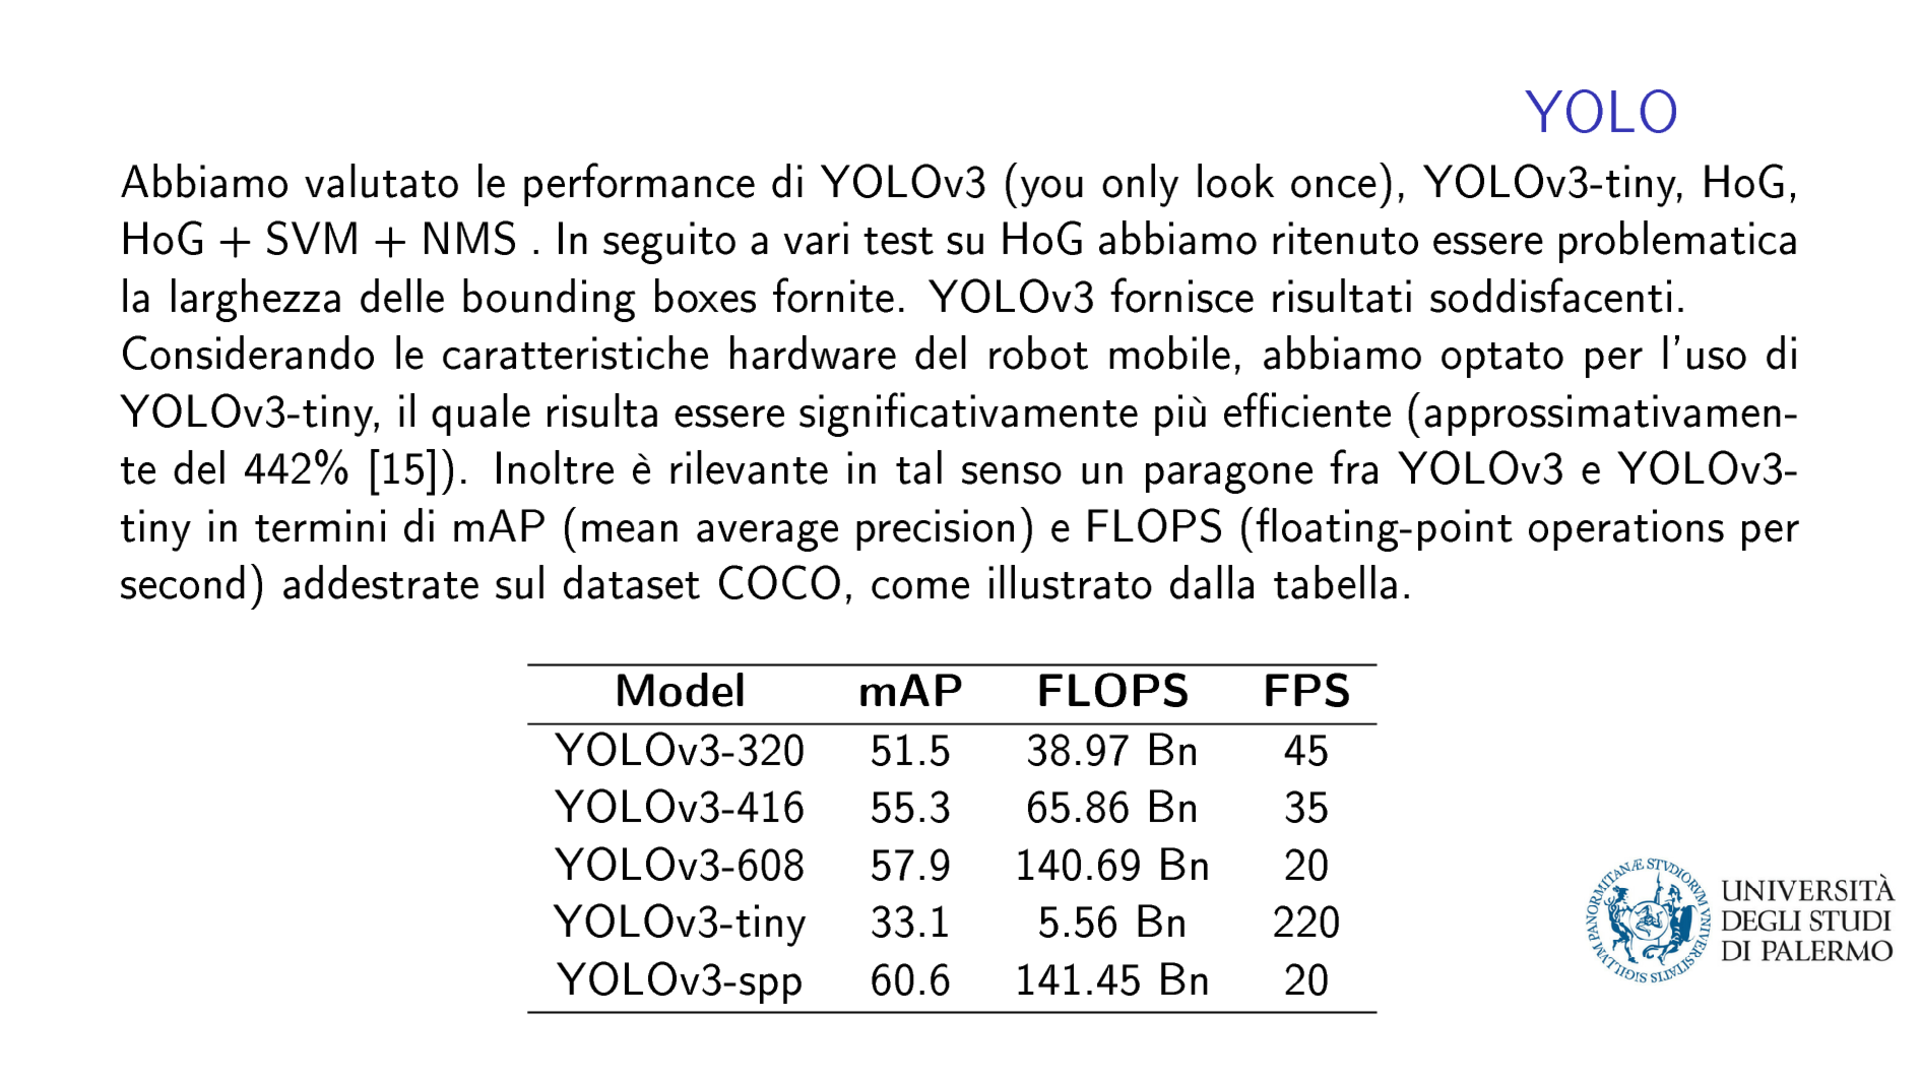 YOLO
Abbiamo valutato le performance di YOLOv3 (you only look once), YOLOv3-tiny, HoG,
HoG + SVM + NMS . In seguito a vari test su HoG abbiamo ritenuto essere problematica
la larghezza delle bounding boxes fornite. YOLOv3 fornisce risultati soddisfacenti.
Considerando le caratteristiche hardware del robot mobile, abbiamo optato per l'uso di
YOLOv3-tiny, il quale risulta essere significativamente più efficiente (approssimativamen-
te del 442% [15]). Inoltre è rilevante in tal senso un paragone fra YOLOv3 e YOLOv3-
tiny in termini di mAP (mean average precision) e FLOPS (floating-point operations per
second) addestrate sul dataset COCO, come illustrato dalla tabella.
Model mAP FLOPS FPS
YOLOv3-320 51.5 38.97 Bn 45
YOLOv3-416 55.3 65.86 Bn 35
YOLOv3-608 57.9 140.69 Bn 20
YOLOv3-tiny 33.1 5.56 Bn 220
YOLOv3-spp 60.6 141.45 Bn 20
UNIVERSITÀ
DEGLI STUDI
DI PALERMO